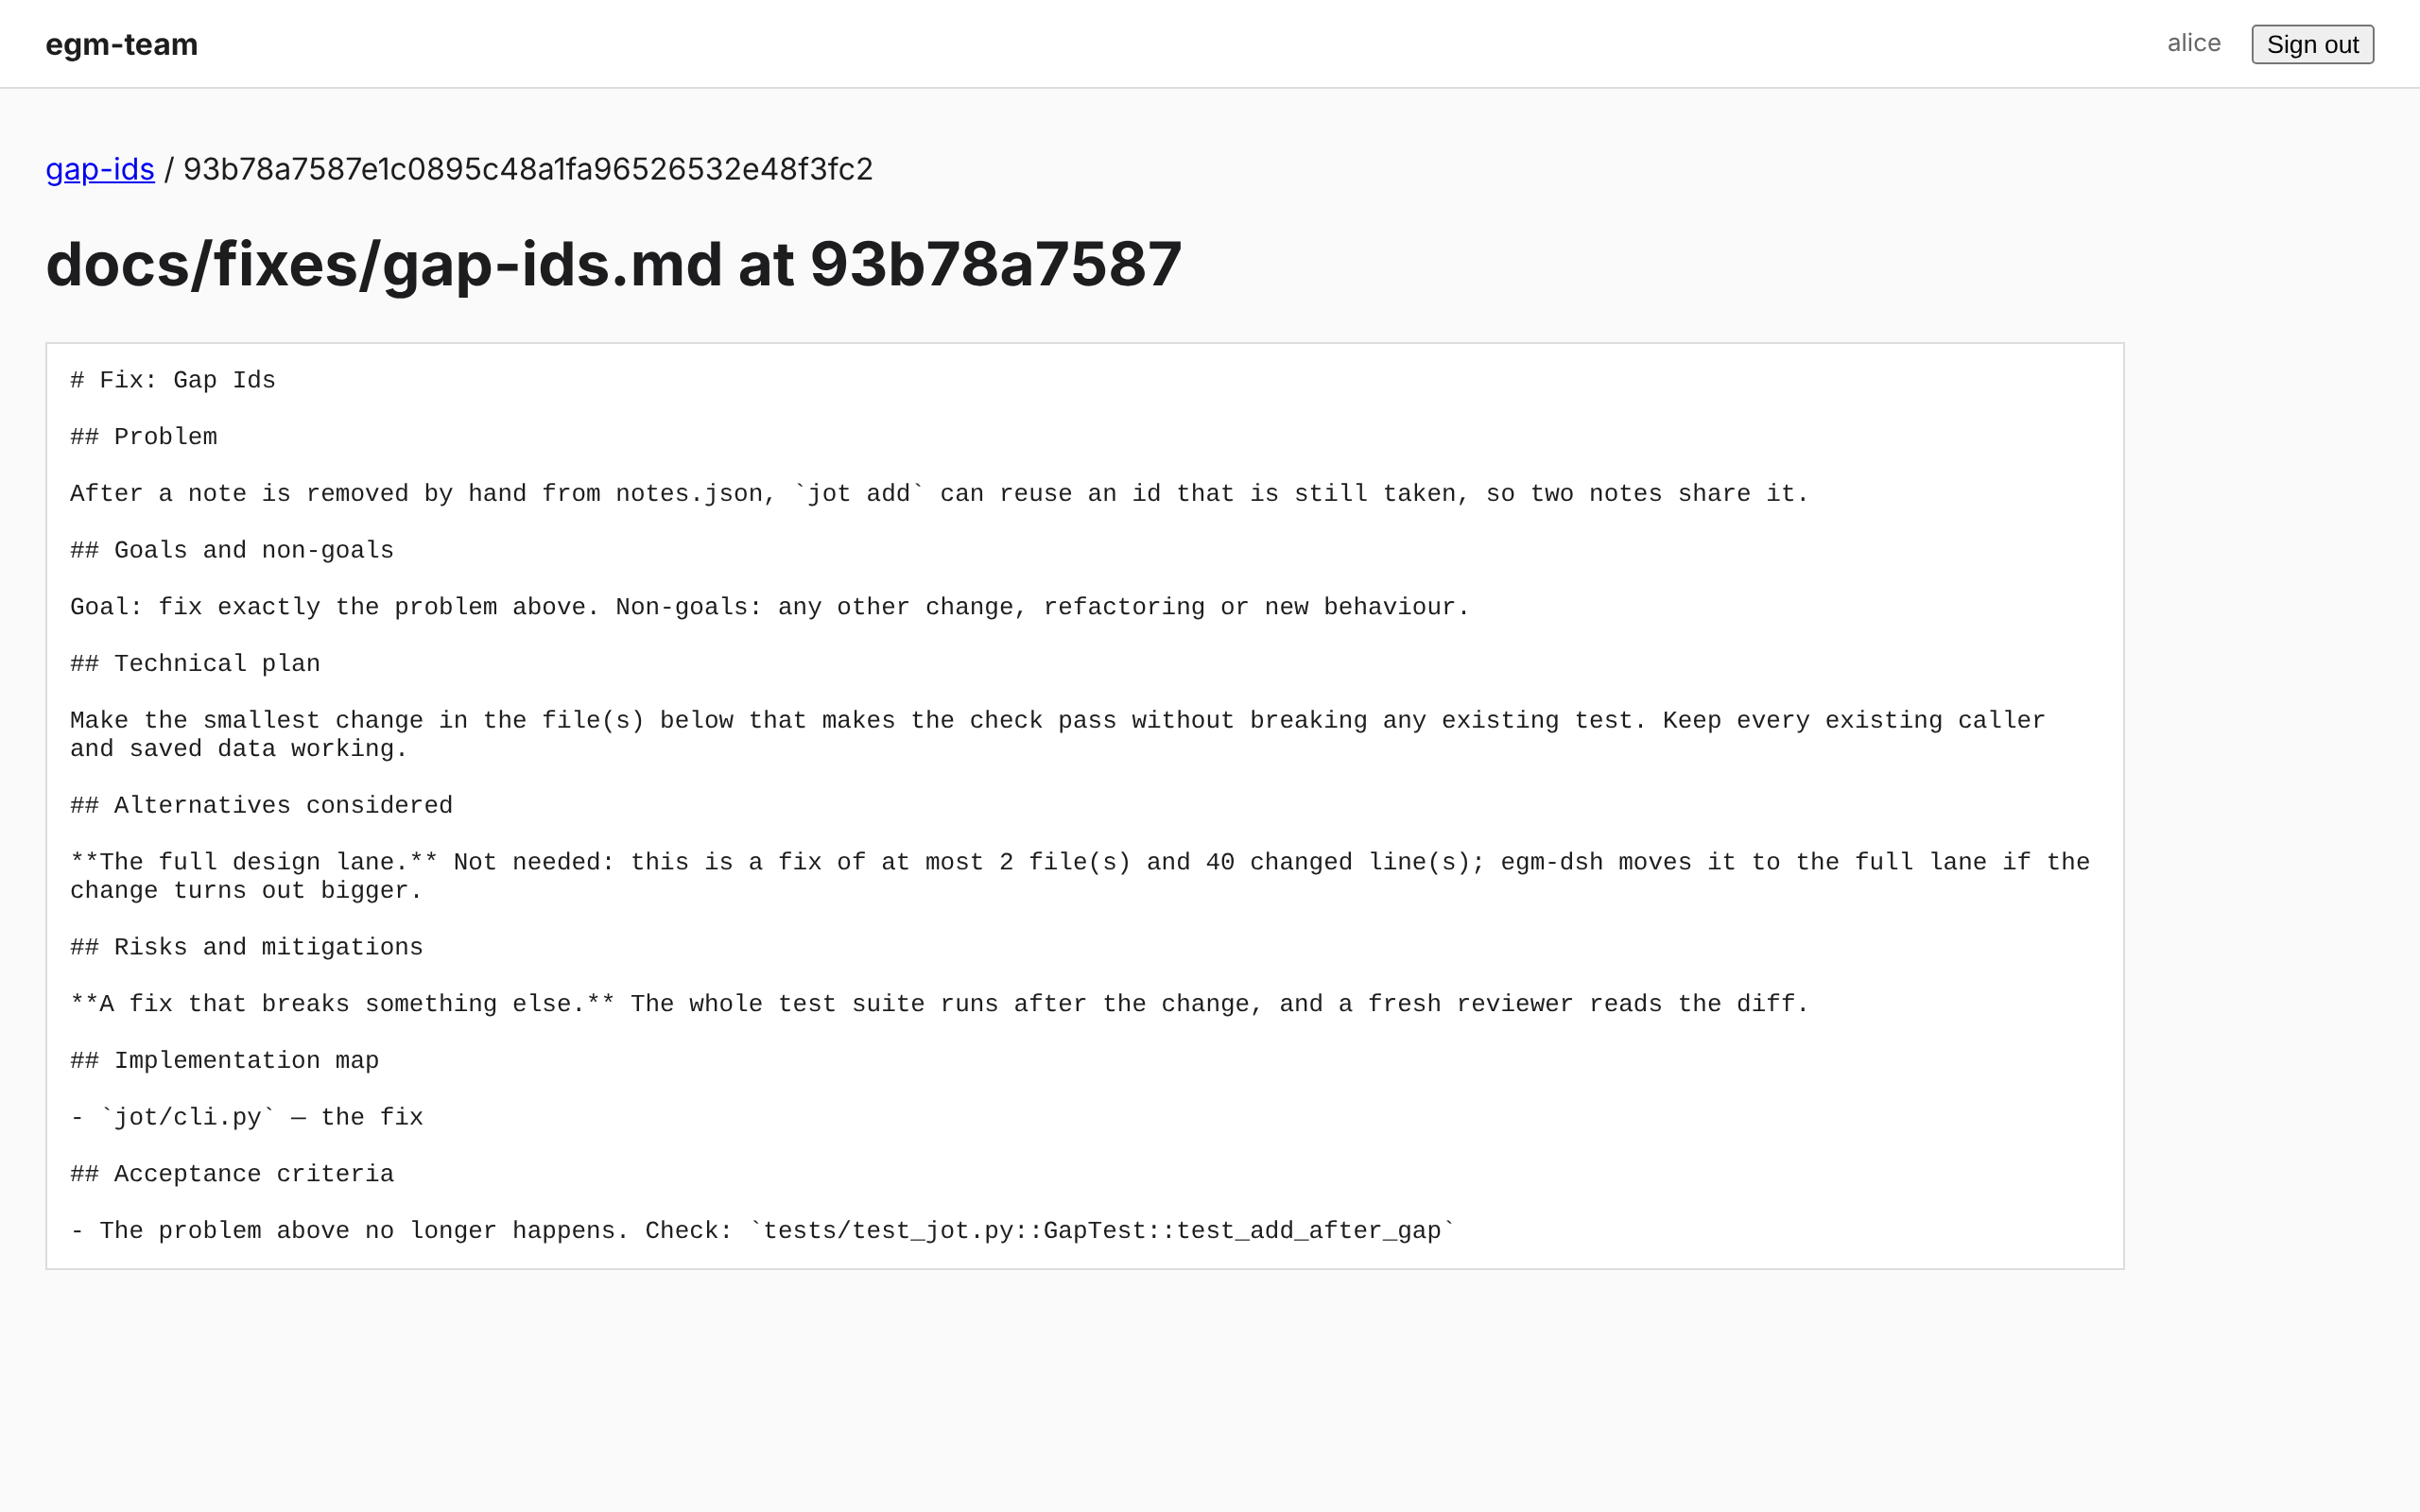 egm-team
alice
Sign out
gap-ids / 93b78a7587e1c0895c48a1fa96526532e48f3fc2
docs/fixes/gap-ids.md at 93b78a7587
# Fix: Gap Ids
## Problem
After a note is removed by hand from notes.json, `jot add` can reuse an id that is still taken, so two notes share it.
## Goals and non-goals
Goal: fix exactly the problem above. Non-goals: any other change, refactoring or new behaviour.
## Technical plan
Make the smallest change in the file(s) below that makes the check pass without breaking any existing test. Keep every existing caller
and saved data working.
## Alternatives considered
**The full design lane.** Not needed: this is a fix of at most 2 file(s) and 40 changed line(s); egm-dsh moves it to the full lane if the
change turns out bigger.
## Risks and mitigations
**A fix that breaks something else.** The whole test suite runs after the change, and a fresh reviewer reads the diff.
## Implementation map
- `jot/cli.py` — the fix
## Acceptance criteria
- The problem above no longer happens. Check: `tests/test_jot.py::GapTest::test_add_after_gap`